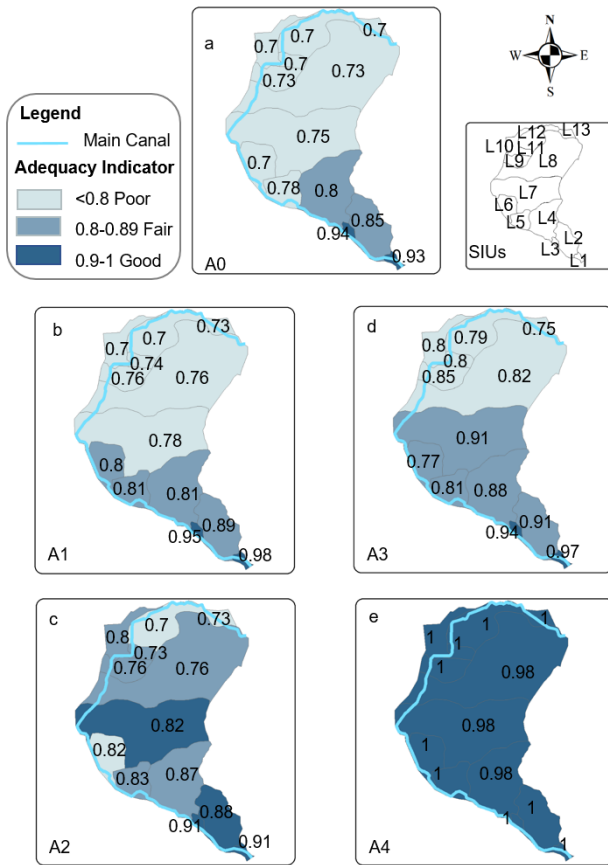 a
0.7
0.7
0.7
0.7
0.73
0.73
0.75
0.7
0.78
0.8
0.85
0.94
0.93
A0
N
W
E
S
Legend
Main Canal
Adequacy Indicator
<0.8 Poor
0.8-0.89 Fair
0.9-1 Good
L12
L13
L10
L11
L9
L8
L7
L6
L5
L4
L2
L3
L1
SIUs
b
0.7
0.7
0.73
0.74
0.76
0.76
0.78
0.8
0.81
0.81
0.89
0.95
0.98
A1
d
0.8
0.79
0.75
0.8
0.85
0.82
0.91
0.77
0.81
0.88
0.91
0.94
0.97
A3
c
0.8
0.7
0.73
0.73
0.76
0.76
0.82
0.82
0.83
0.87
0.88
0.91
0.91
A2
e
1
1
1
1
1
0.98
0.98
1
1
0.98
1
1
1
A4